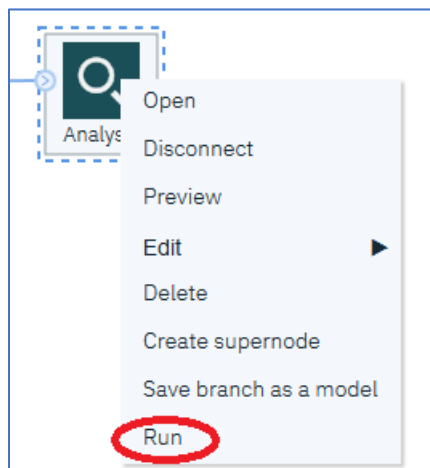 Analys
Open
Disconnect
Preview
Edit
Delete
Create supernode
Save branch as a model
Run